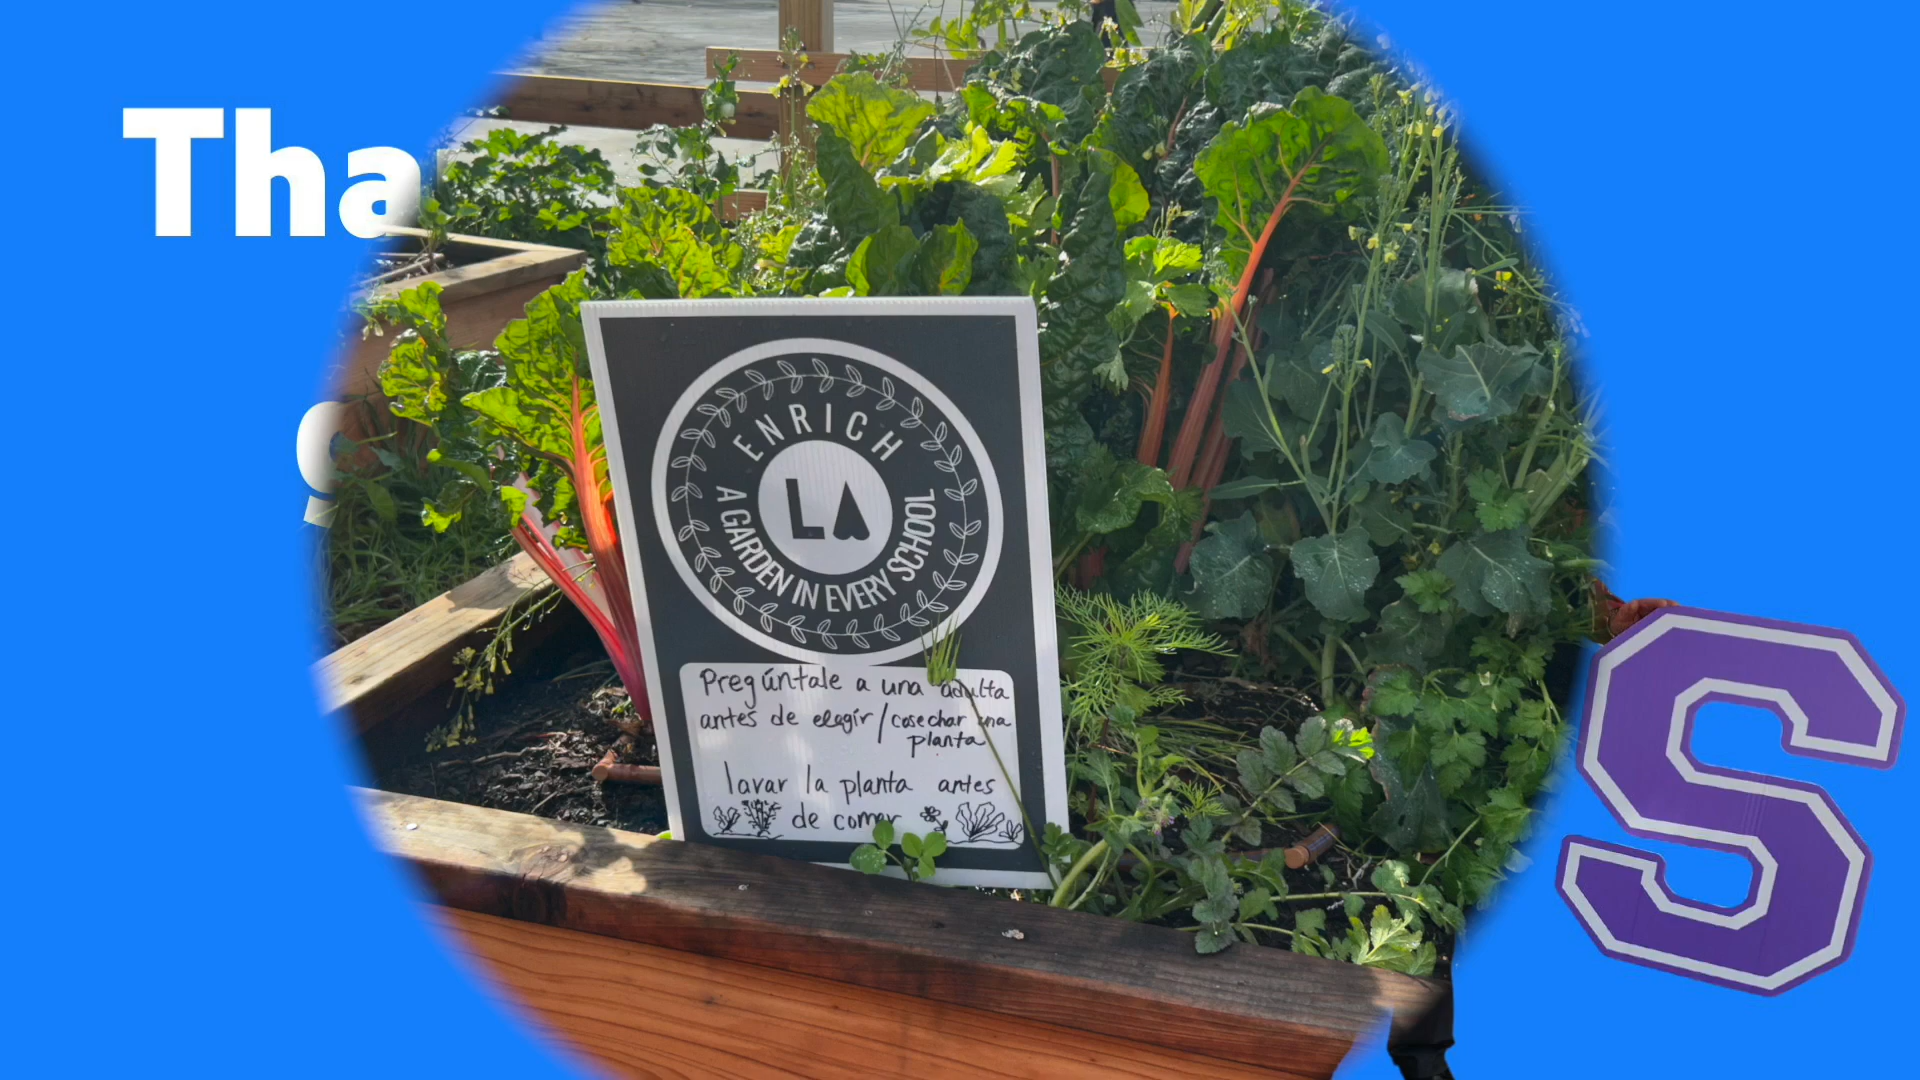 Tha
g
ENRICH
LA
A GARDEN IN EVERY SCHOOL
Pregúntale a una adulta
antes de elegir/cosechar una
planta
lavar la planta antes
de comer
S